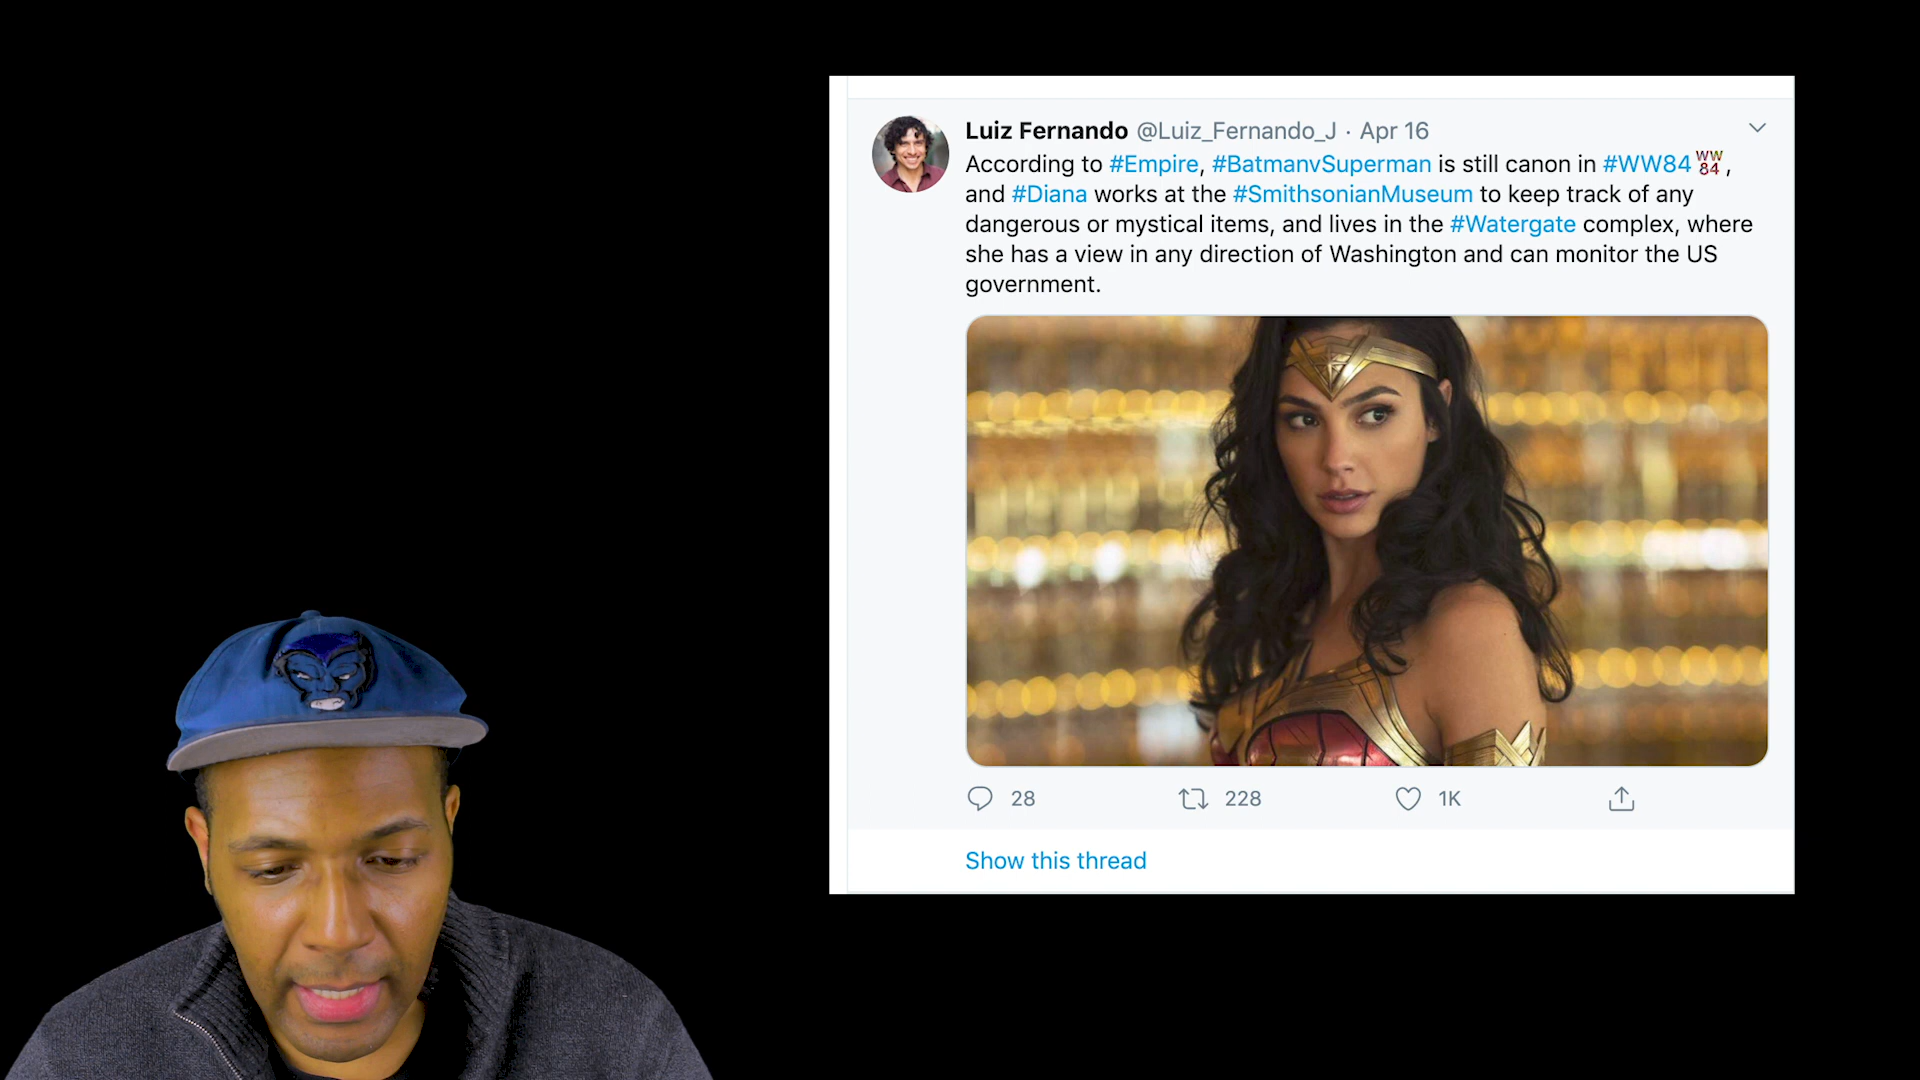 Luiz Fernando @Luiz_Fernando_J · Apr 16
According to #Empire, #BatmanvSuperman is still canon in #WW84 WW 84,
and #Diana works at the #SmithsonianMuseum to keep track of any
dangerous or mystical items, and lives in the #Watergate complex, where
she has a view in any direction of Washington and can monitor the US
government.
28 228 1K
Show this thread